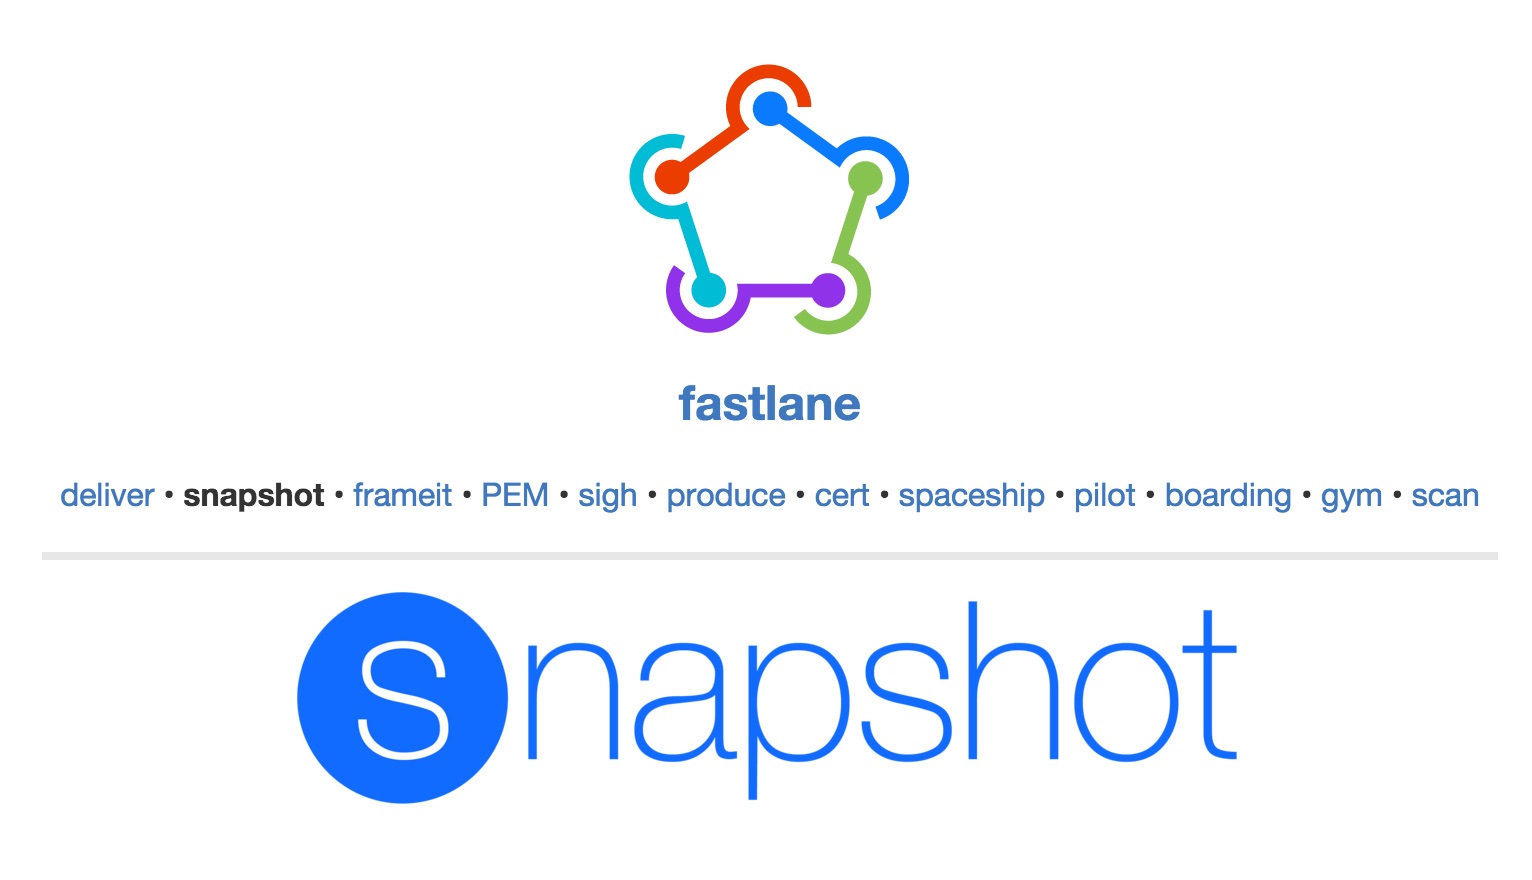 fastlane
deliver • snapshot • frameit • PEM • sigh • produce • cert • spaceship • pilot • boarding • gym • scan
snapshot